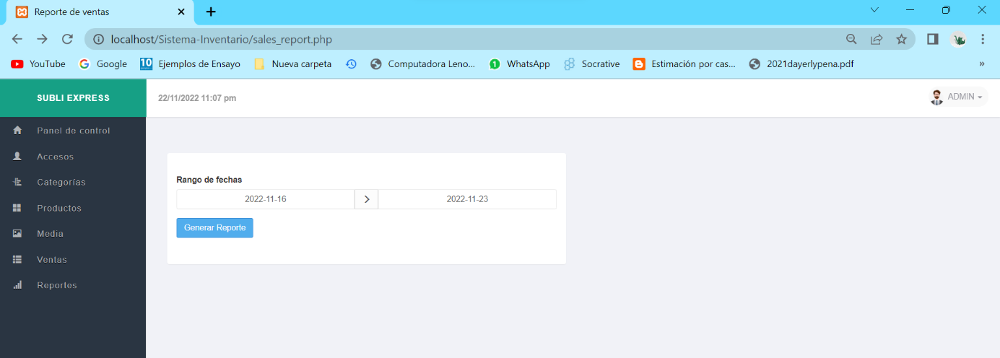 Reporte de ventas
localhost/Sistema-Inventario/sales_report.php
YouTube Google 10 Ejemplos de Ensayo Nueva carpeta Computadora Leno... 1 WhatsApp Socrative Estimación por cas... 2021dayerlypena.pdf »
SUBLI EXPRESS 22/11/2022 11:07 pm ADMIN
Panel de control
Accesos
Categorías
Productos
Media
Ventas
Reportes
Rango de fechas
2022-11-16 2022-11-23
Generar Reporte